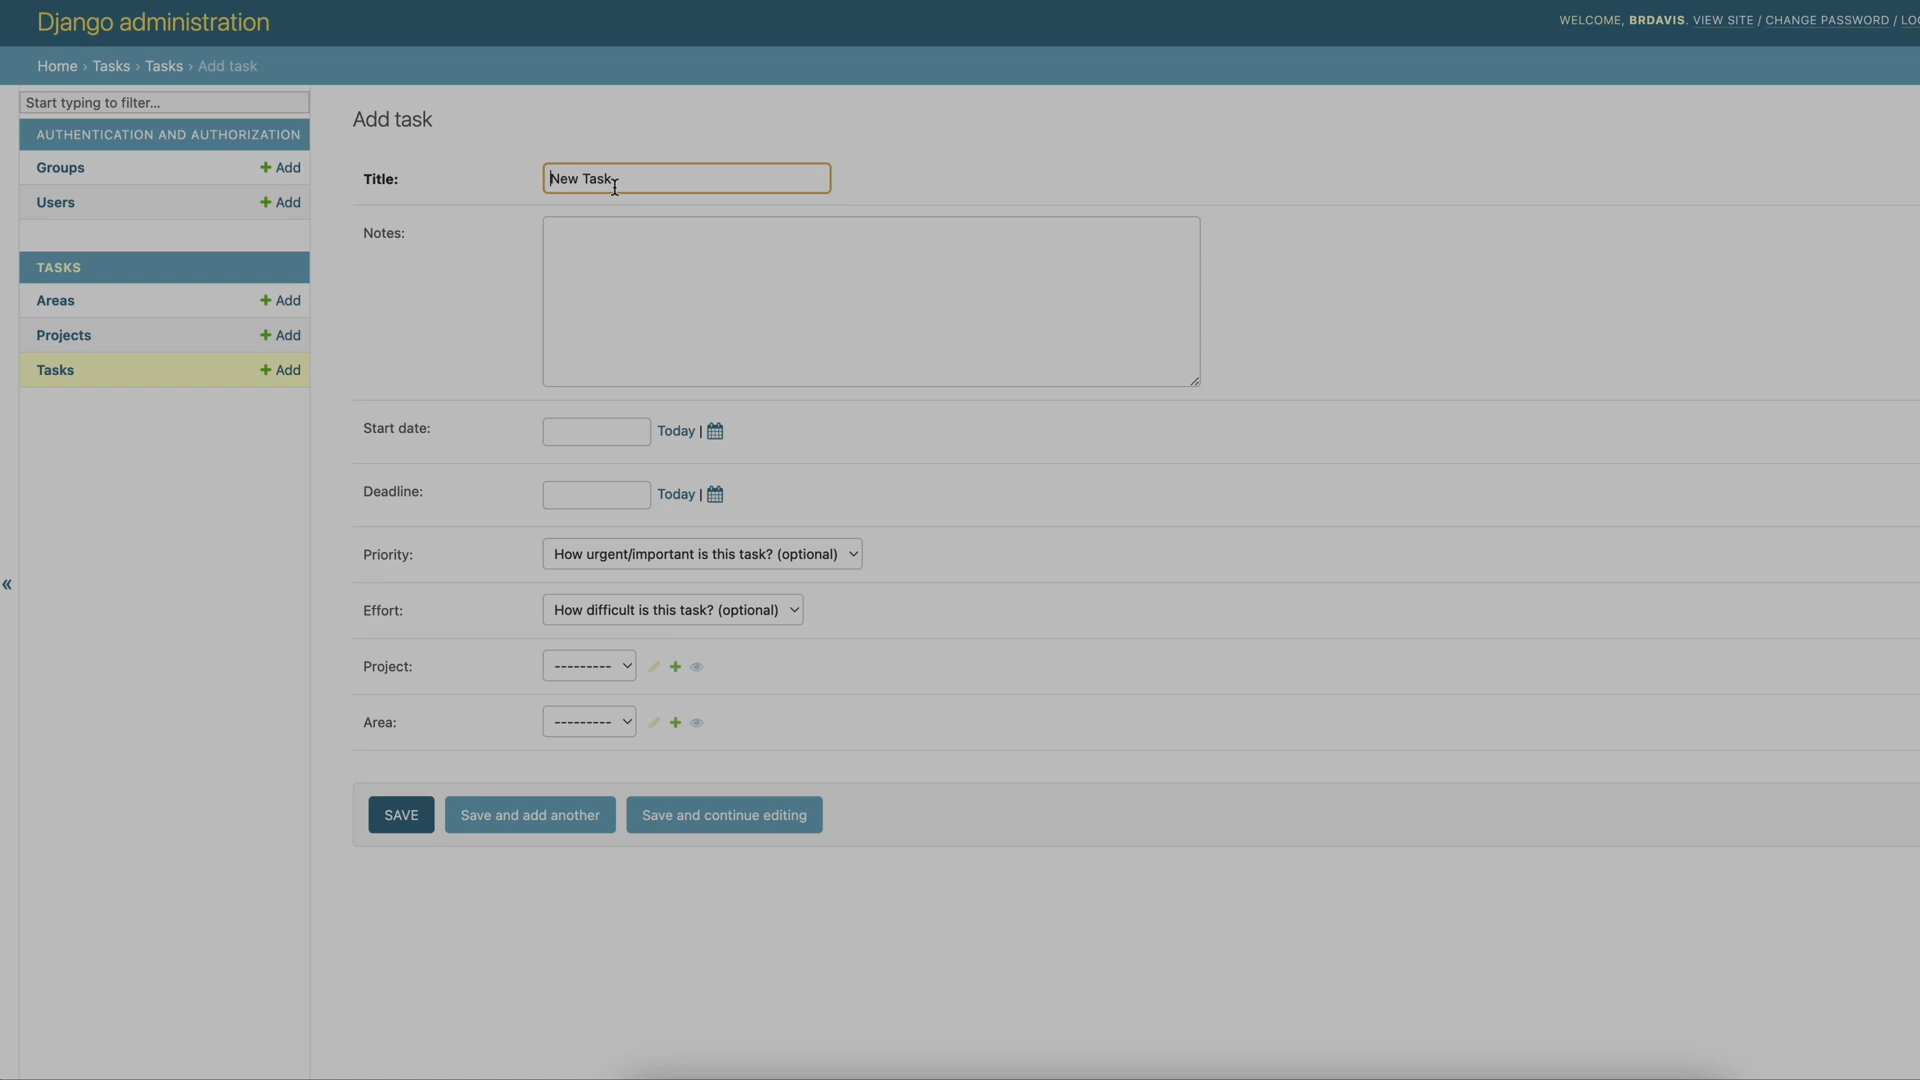 Django administration
WELCOME, BRDAVIS. VIEW SITE / CHANGE PASSWORD / LO
Home › Tasks › Tasks › Add task
Start typing to filter...
AUTHENTICATION AND AUTHORIZATION
Groups + Add
Users + Add
TASKS
Areas + Add
Projects + Add
Tasks + Add
«
Add task
Title: New Task
Notes:
Start date: Today |
Deadline: Today |
Priority: How urgent/important is this task? (optional)
Effort: How difficult is this task? (optional)
Project: ---------
Area: ---------
SAVE Save and add another Save and continue editing